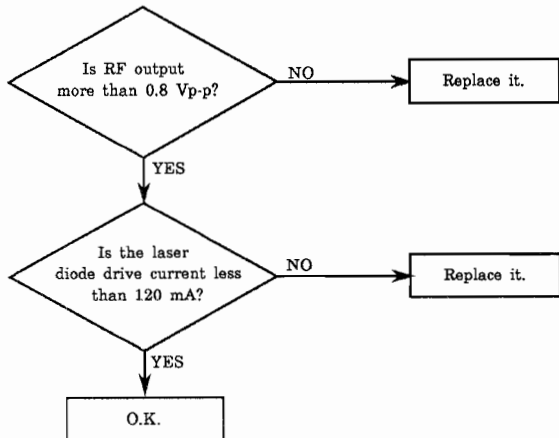 Is RF output
more than 0.8 Vp-p?
NO
Replace it.
YES
Is the laser
diode drive current less
than 120 mA?
NO
Replace it.
YES
O.K.